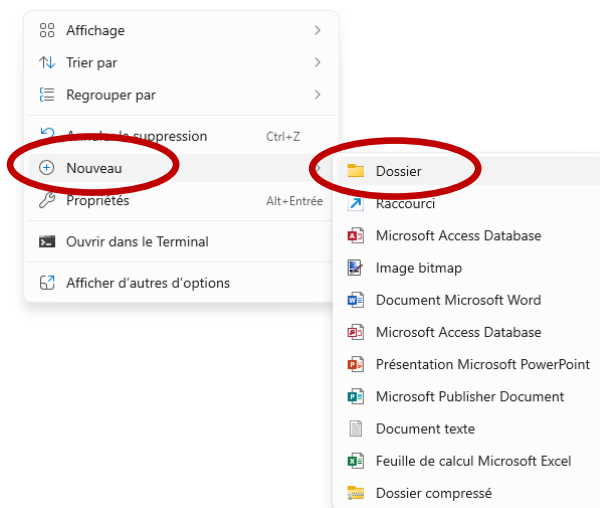 Affichage
Trier par
Regrouper par
Annuler la suppression Ctrl+Z
Nouveau
Propriétés Alt+Entrée
Ouvrir dans le Terminal
Afficher d'autres d'options
Dossier
Raccourci
Microsoft Access Database
Image bitmap
Document Microsoft Word
Microsoft Access Database
Présentation Microsoft PowerPoint
Microsoft Publisher Document
Document texte
Feuille de calcul Microsoft Excel
Dossier compressé